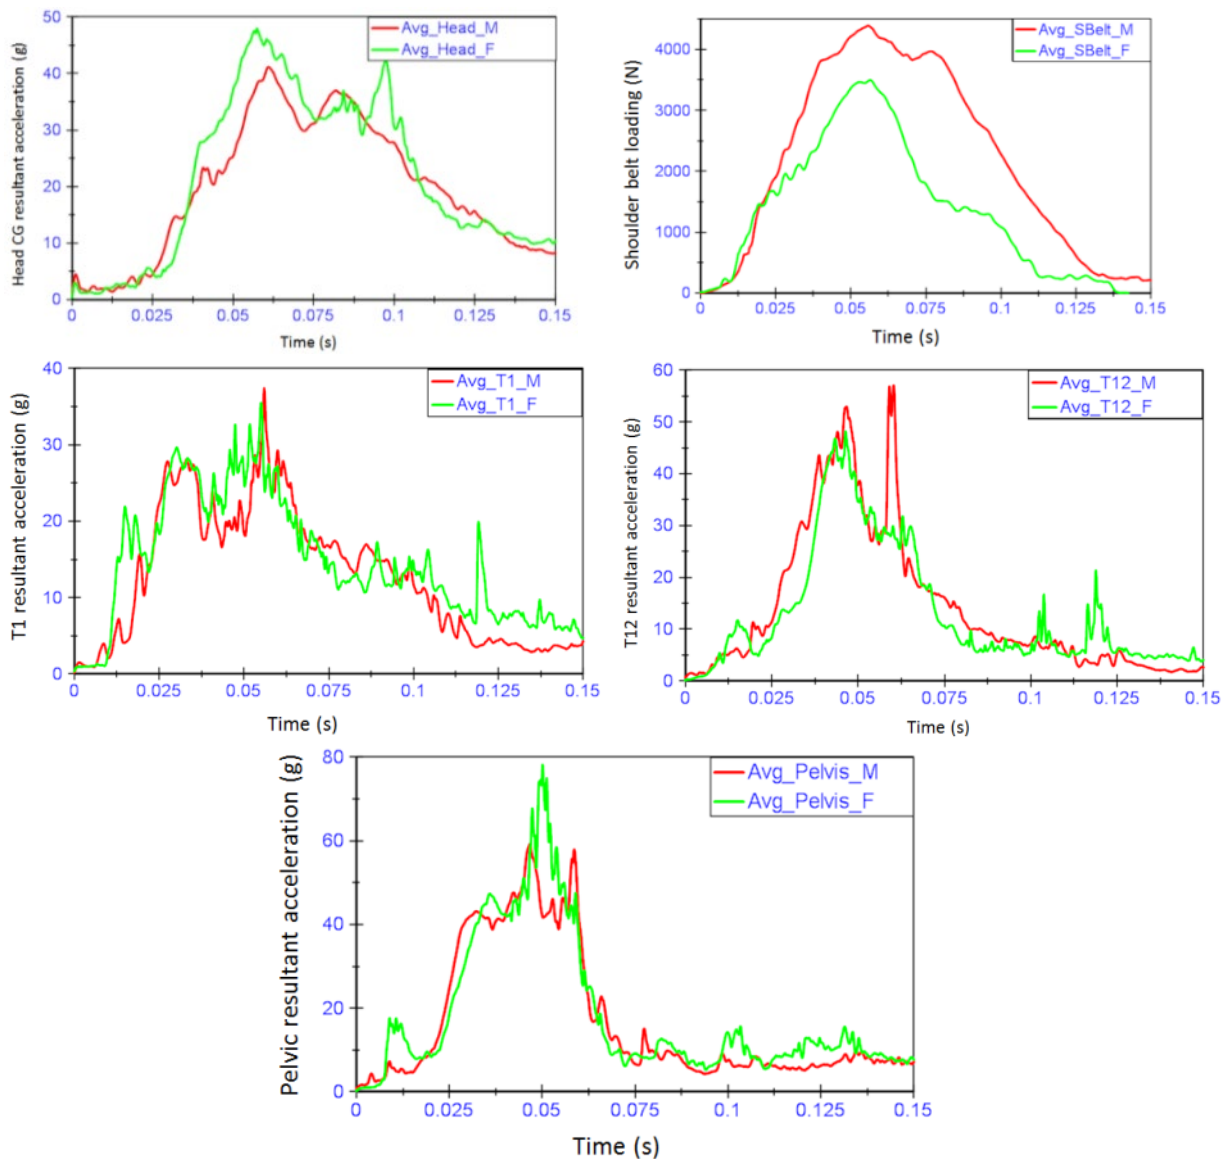 Head CG resultant acceleration (g)
50
40
30
20
10
0
Avg_Head_M
Avg_Head_F
0 0.025 0.05 0.075 0.1 0.125 0.15
Time (s)
Shoulder belt loading (N)
4000
3000
2000
1000
0
Avg_SBelt_M
Avg_SBelt_F
0 0.025 0.05 0.075 0.1 0.125 0.15
Time (s)
T1 resultant acceleration (g)
40
30
20
10
0
Avg_T1_M
Avg_T1_F
0 0.025 0.05 0.075 0.1 0.125 0.15
Time (s)
T12 resultant acceleration (g)
60
50
40
30
20
10
0
Avg_T12_M
Avg_T12_F
0 0.025 0.05 0.075 0.1 0.125 0.15
Time (s)
Pelvic resultant acceleration (g)
80
60
40
20
0
Avg_Pelvis_M
Avg_Pelvis_F
0 0.025 0.05 0.075 0.1 0.125 0.15
Time (s)